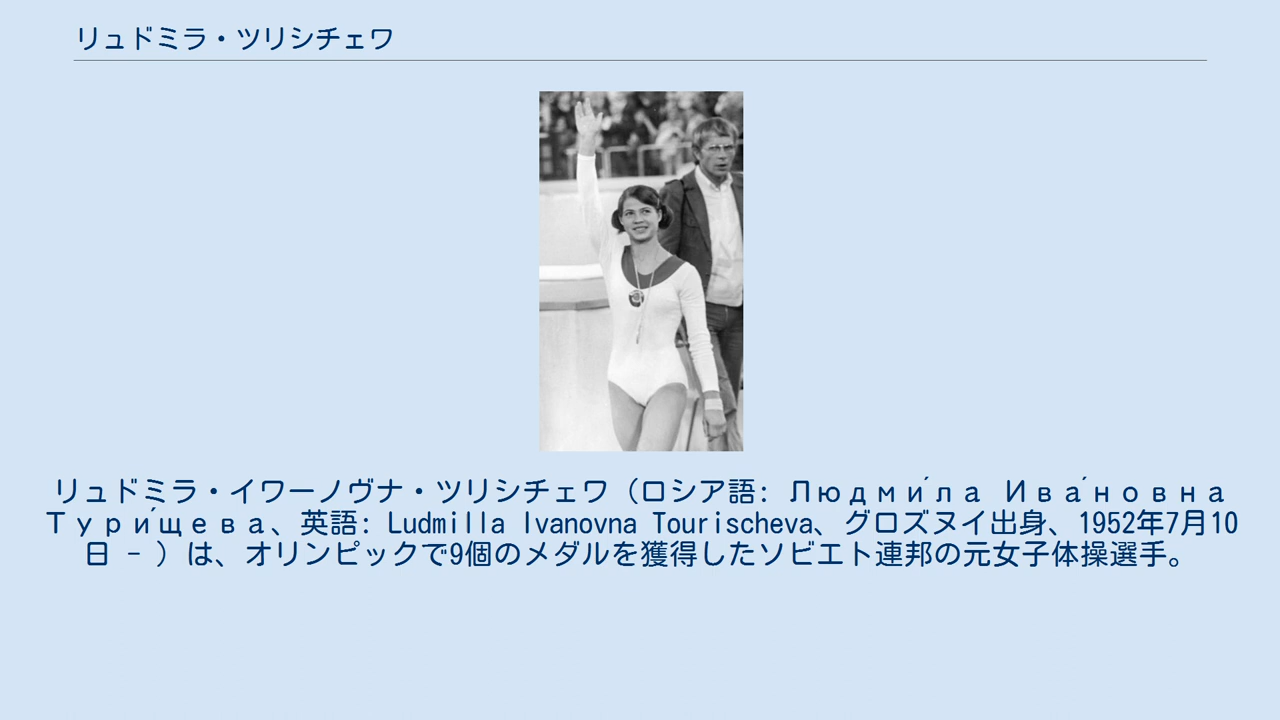 リュドミラ・ツリシチェワ
リュドミラ・イワーノヴナ・ツリシチェワ（ロシア語: Людми́ла Ива́новна
Тури́щева、英語: Ludmilla Ivanovna Tourischeva、グロズヌイ出身、1952年7月10
日 - ）は、オリンピックで9個のメダルを獲得したソビエト連邦の元女子体操選手。